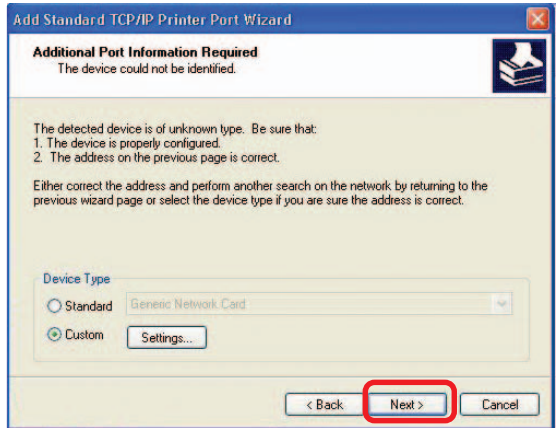 Add Standard TCP/IP Printer Port Wizard
Additional Port Information Required
The device could not be identified.
The detected device is of unknown type.  Be sure that:
1. The device is properly configured.
2.  The address on the previous page is correct.
Either correct the address and perform another search on the network by returning to the
previous wizard page or select the device type if you are sure the address is correct.
Device Type
Standard
Generic Network Card
Custom
Settings...
< Back
Next >
Cancel